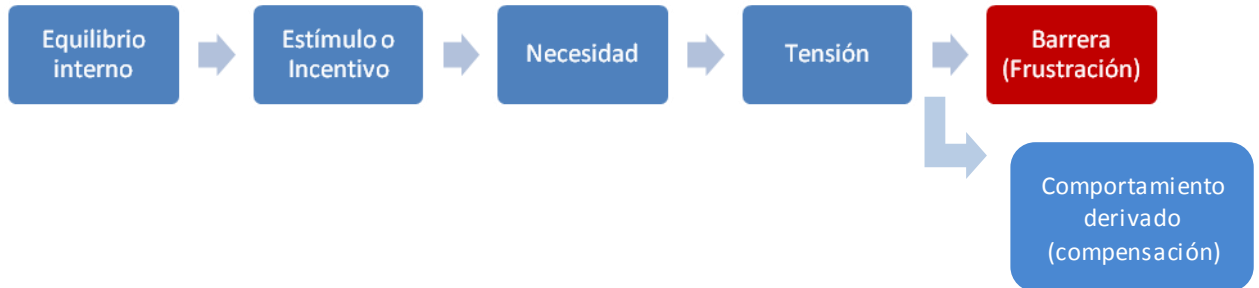 Equilibrio
interno
Estímulo o
Incentivo
Necesidad
Tensión
Barrera
(Frustración)
Comportamiento
derivado
(compensación)